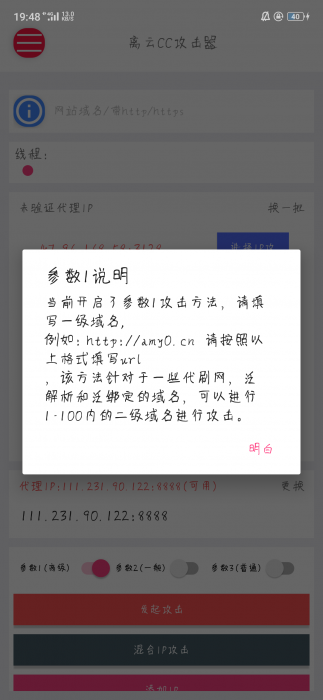 19:48
13.0
KB/S
40
离云CC攻击器
网站域名/带http/https
线程:
未验证代理IP
换一批
参数1说明
当前开启了参数1攻击方法，请填
写一级域名，
例如:http://amy0.cn 请按照以
上格式填写url
，该方法针对于一些代刷网，泛
解析和泛绑定的域名，可以进行
1-100内的二级域名进行攻击。
明白
代理IP:111.231.90.122:8888(可用)
更换
111.231.90.122:8888
参数1(高级)
参数2(一般)
参数3(普通)
发起攻击
混合IP攻击
添加IP